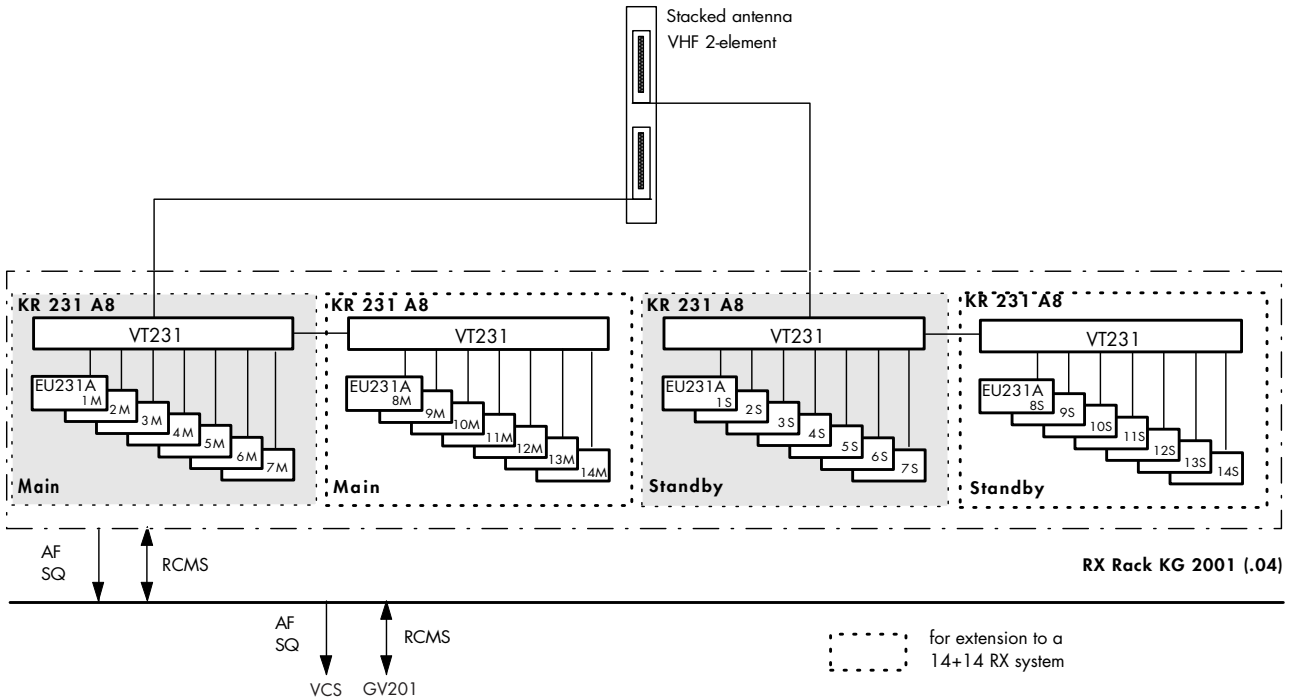 Stacked antenna
VHF 2-element
KR 231 A8
VT231
EU231A
1M
2M
3M
4M
5M
6M
7M
Main
KR 231 A8
VT231
EU231A
8M
9M
10M
11M
12M
13M
14M
Main
KR 231 A8
VT231
EU231A
1S
2S
3S
4S
5S
6S
7S
Standby
KR 231 A8
VT231
EU231A
8S
9S
10S
11S
12S
13S
14S
Standby
AF
SQ
RCMS
RX Rack KG 2001 (.04)
AF
SQ
RCMS
VCS
GV201
for extension to a
14+14 RX system